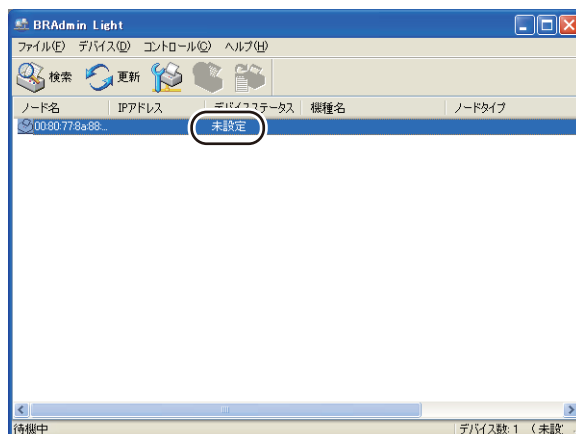 BRAdmin Light
ファイル(F) デバイス(D) コントロール(C) ヘルプ(H)
検索 更新
ノード名 IPアドレス デバイスステータス 機種名 ノードタイプ
00:80:77:8a:88:... 未設定
待機中 デバイス数: 1 (未設